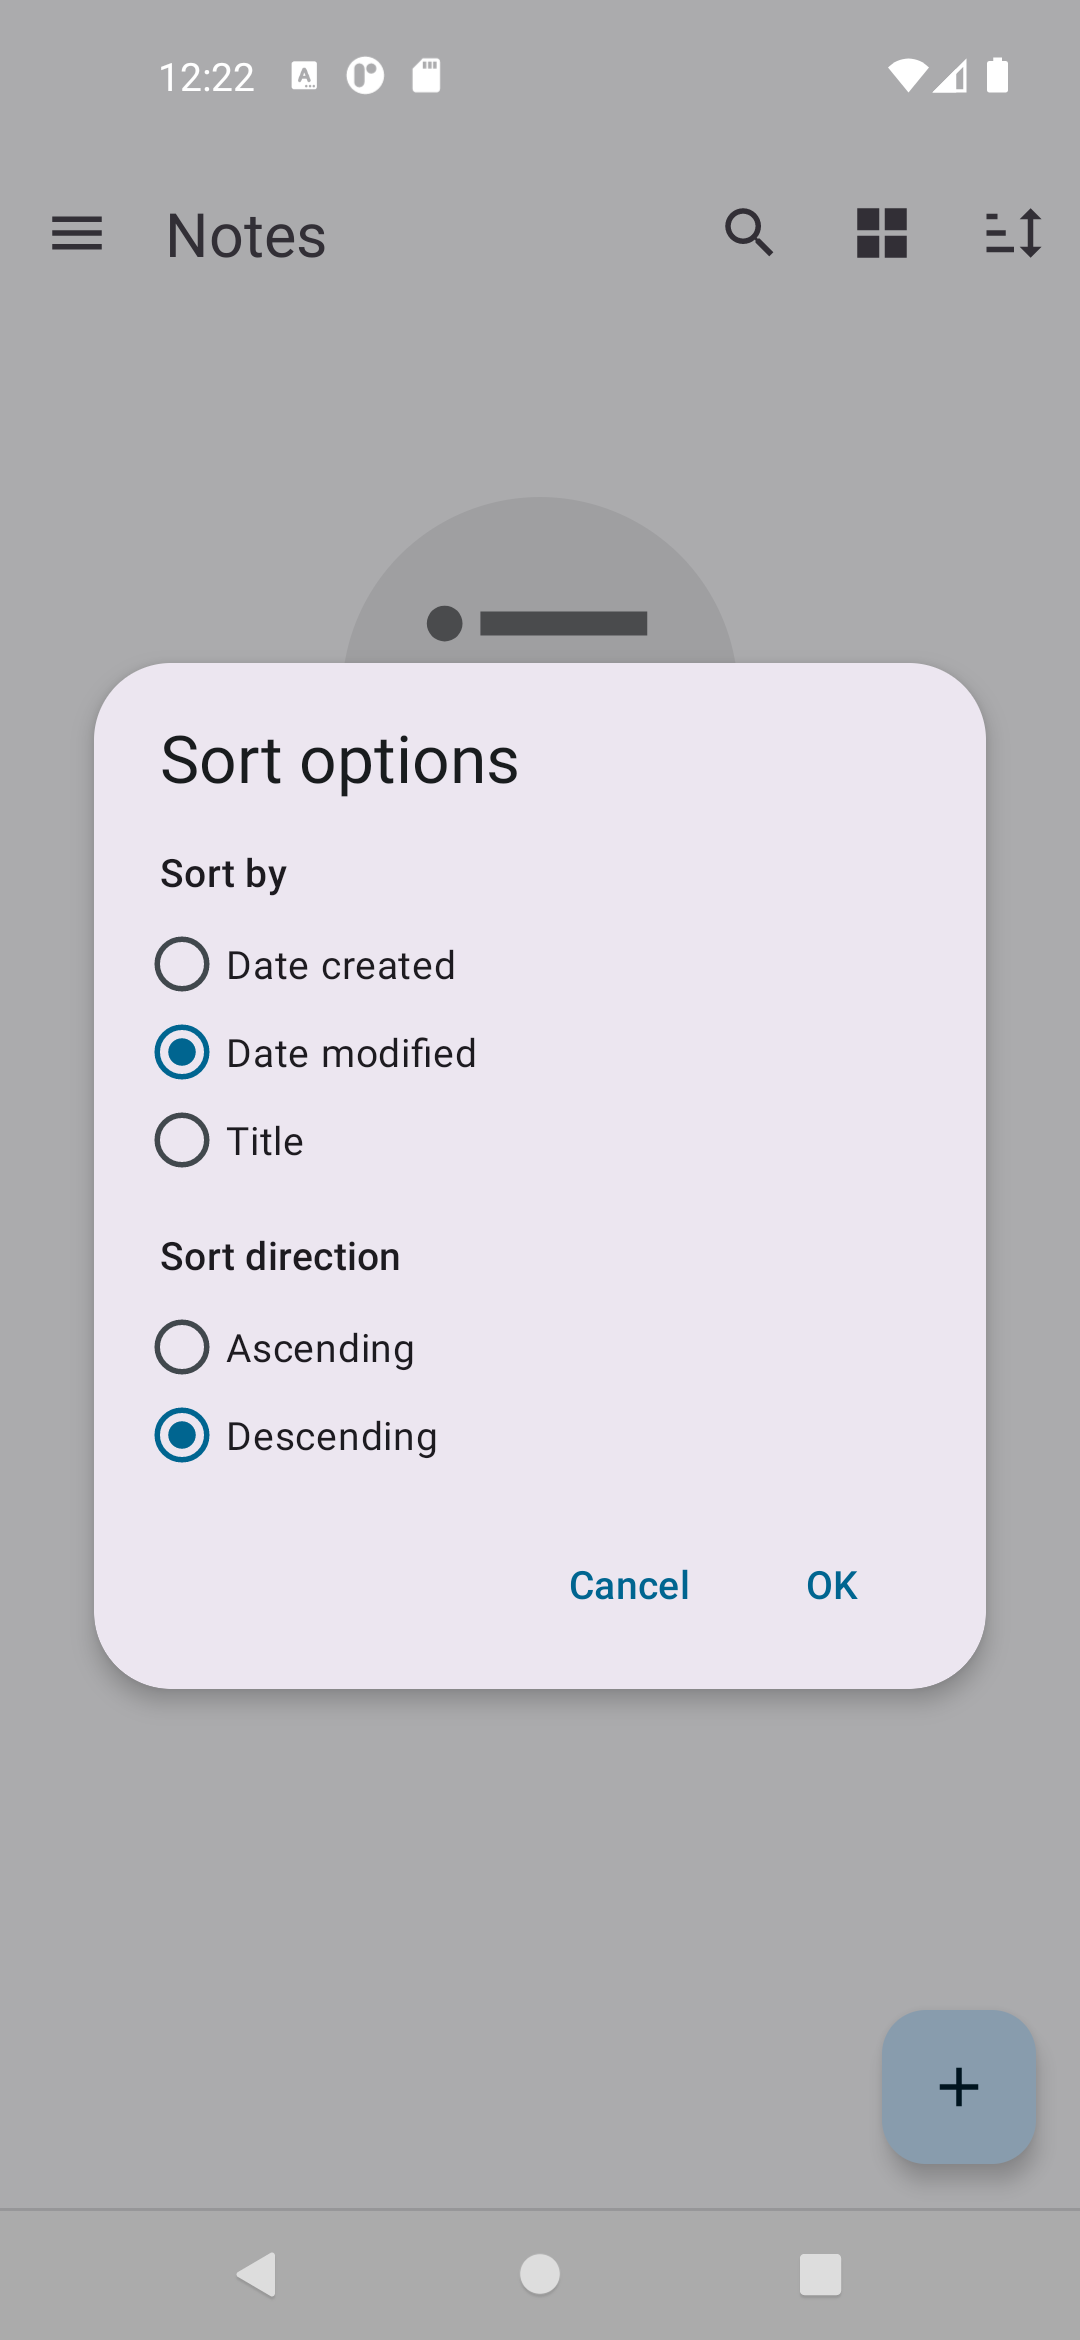 12:22
Notes
Sort options
Sort by
Date created
Date modified
Title
Sort direction
Ascending
Descending
Cancel
OK